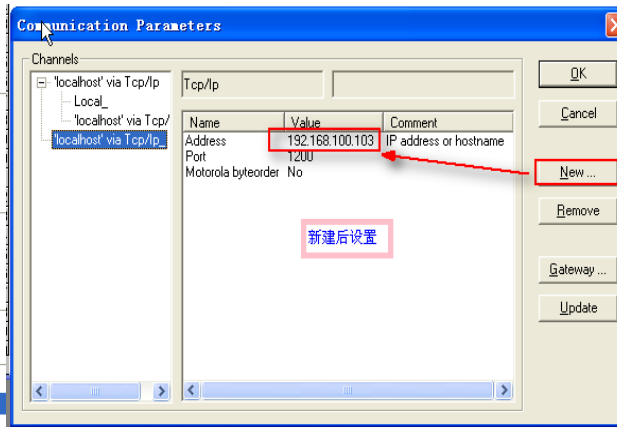 Communication Parameters
Channels
'localhost' via Tcp/Ip
Local_
'localhost' via Tcp/
'localhost' via Tcp/Ip_
Tcp/Ip
Name Value Comment
Address 192.168.100.103 IP address or hostname
Port 1200
Motorola byteorder No
新建后设置
OK
Cancel
New ...
Remove
Gateway ...
Update